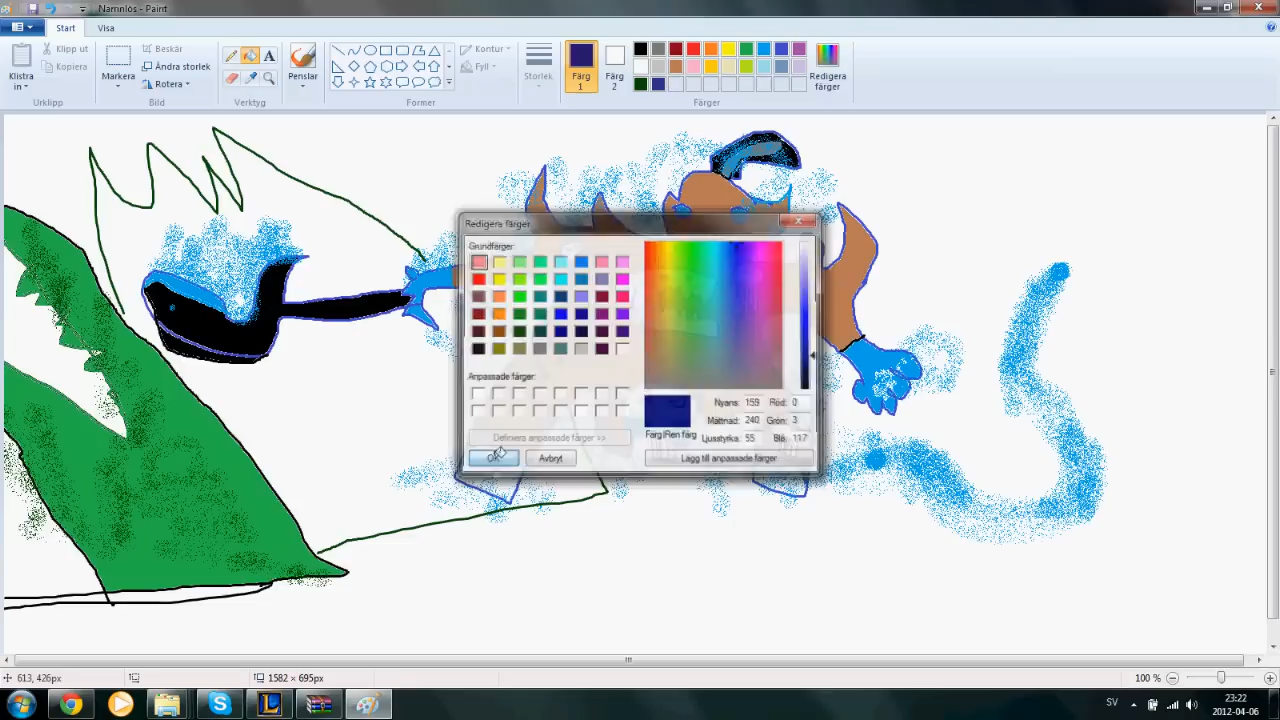 Namnlös - Paint
Start Visa
Klistra in
Klipp ut
Kopiera
Urklipp
Markera
Beskär
Ändra storlek
Rotera
Bild
A
Verktyg
Penslar
Kontur
Fyll
Former
Storlek
Färg 1
Färg 2
Redigera färger
Färger
Redigera färger
Grundfärger:
Anpassade färger:
Definiera anpassade färger >>
OK Avbryt
Färg|Ren färg
Nyans: 159 Röd: 0
Mättnad: 240 Grön: 3
Ljusstyrka: 55 Blå: 117
Lägg till anpassade färger
613, 426px
1582 × 695px
100 %
SV
23:22
2012-04-06